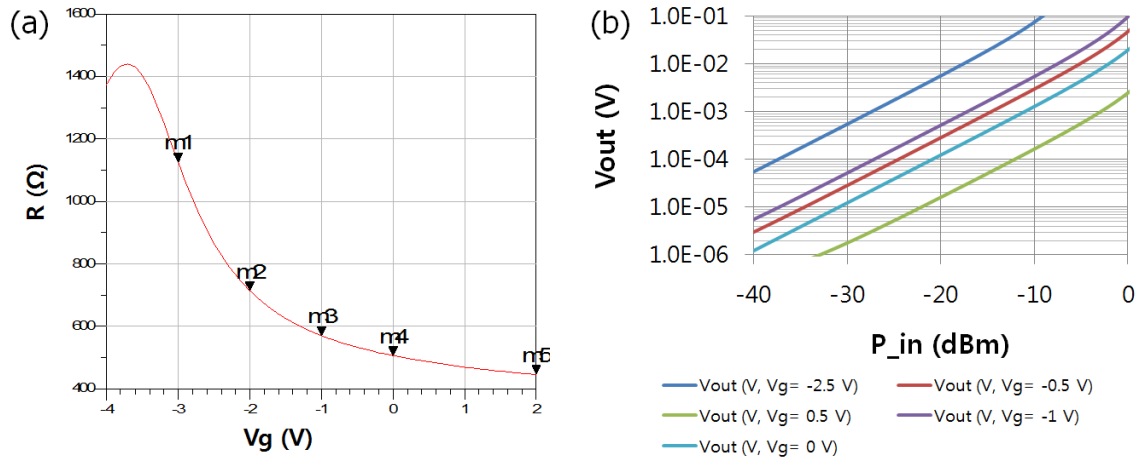 (a)
1600
1400
1200
1000
800
600
400
R (Ω)
m1
m2
m3
m4
m5
-4
-3
-2
-1
0
2
Vg (V)
(b)
1.0E-01
1.0E-02
1.0E-03
1.0E-04
1.0E-05
1.0E-06
Vout (V)
-40
-30
-20
-10
0
P_in (dBm)
Vout (V, Vg= -2.5 V)
Vout (V, Vg= -0.5 V)
Vout (V, Vg= 0.5 V)
Vout (V, Vg= -1 V)
Vout (V, Vg= 0 V)